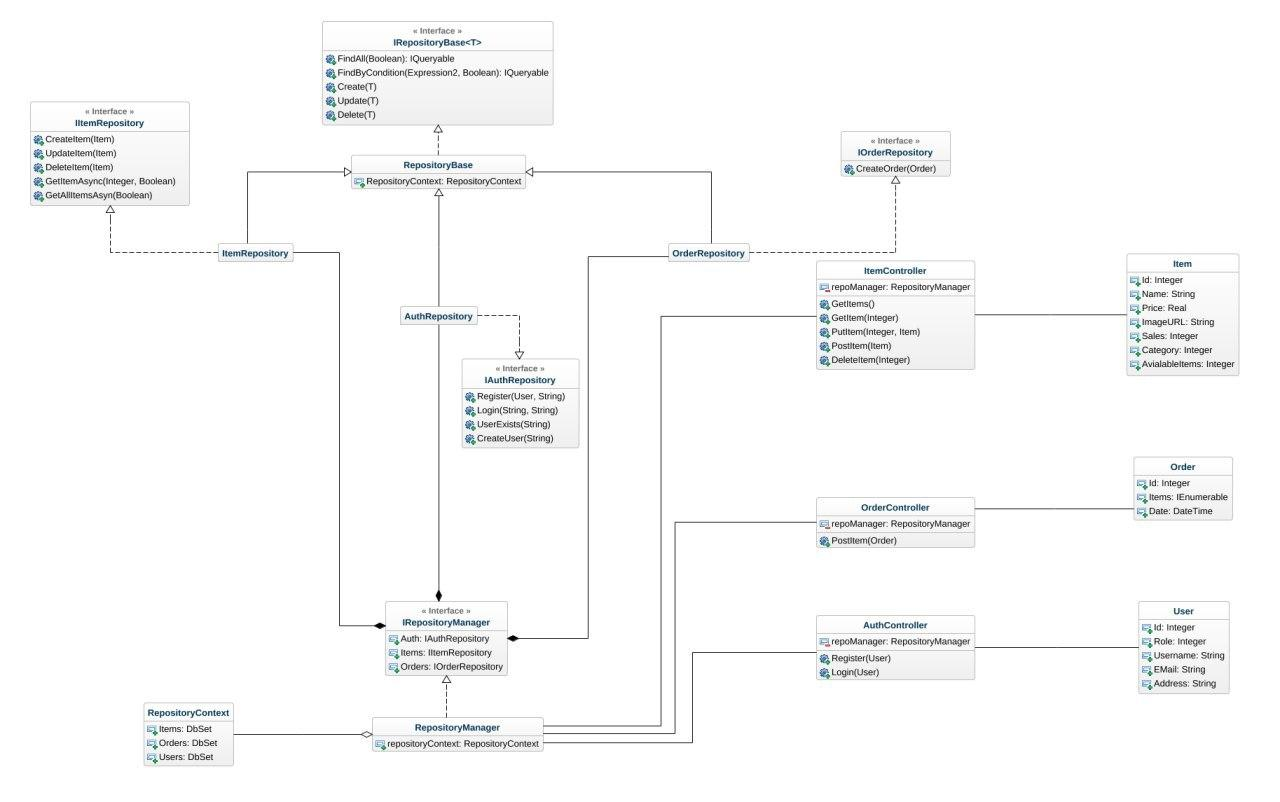 « Interface »
IRepositoryBase<T>
FindAll(Boolean): IQueryable
FindByCondition(Expression2, Boolean): IQueryable
Create(T)
Update(T)
Delete(T)
« Interface »
IItemRepository
CreateItem(Item)
UpdateItem(Item)
DeleteItem(Item)
GetItemAsync(Integer, Boolean)
GetAllItemsAsyn(Boolean)
RepositoryBase
RepositoryContext: RepositoryContext
« Interface »
IOrderRepository
CreateOrder(Order)
ItemRepository
OrderRepository
AuthRepository
« Interface »
IAuthRepository
Register(User, String)
Login(String, String)
UserExists(String)
CreateUser(String)
ItemController
repoManager: RepositoryManager
GetItems()
GetItem(Integer)
PutItem(Integer, Item)
PostItem(Item)
DeleteItem(Integer)
Item
Id: Integer
Name: String
Price: Real
ImageURL: String
Sales: Integer
Category: Integer
AvialableItems: Integer
OrderController
repoManager: RepositoryManager
PostItem(Order)
Order
Id: Integer
Items: IEnumerable
Date: DateTime
« Interface »
IRepositoryManager
Auth: IAuthRepository
Items: IItemRepository
Orders: IOrderRepository
AuthController
repoManager: RepositoryManager
Register(User)
Login(User)
User
Id: Integer
Role: Integer
Username: String
EMail: String
Address: String
RepositoryContext
Items: DbSet
Orders: DbSet
Users: DbSet
RepositoryManager
repositoryContext: RepositoryContext